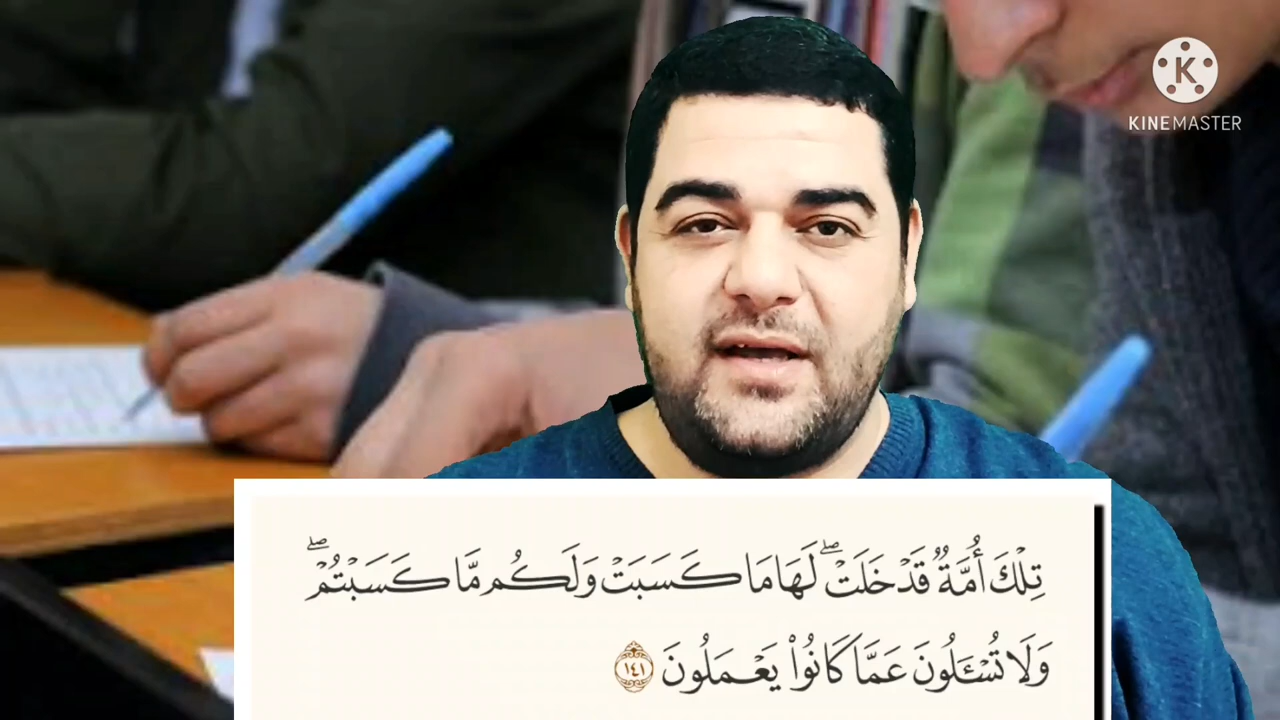 KINEMASTER
تِلْكَ أُمَّةٌ قَدْ خَلَتْ ۖ لَهَا مَا كَسَبَتْ وَلَكُم مَّا كَسَبْتُمْ ۖ
وَلَا تُسْـَٔلُونَ عَمَّا كَانُوا۟ يَعْمَلُونَ ١٤١